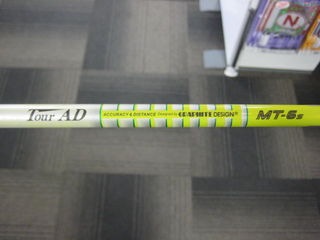 Tour AD ACCURACY & DISTANCE Designed by GRAPHITE DESIGN® MT-6s
N